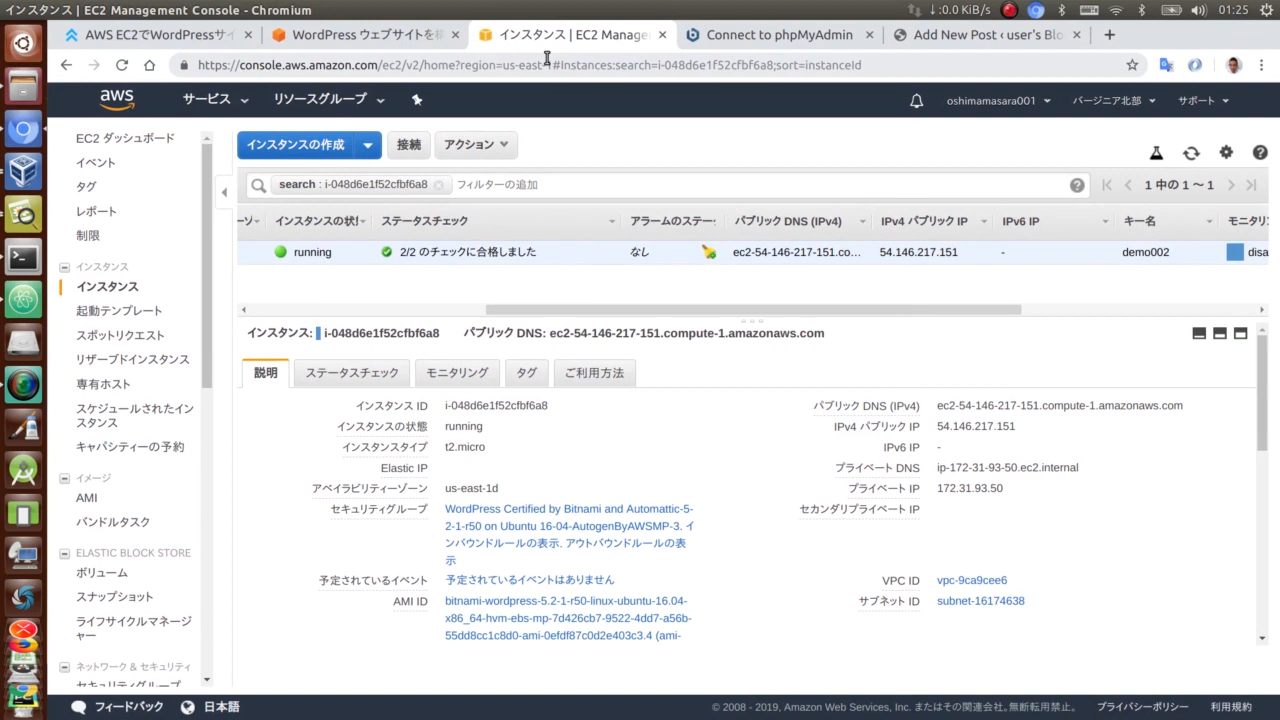 インスタンス | EC2 Management Console - Chromium
↓:0.0 KiB/s
01:25
AWS EC2でWordPressサイ
WordPress ウェブサイトを構
インスタンス | EC2 Manage
Connect to phpMyAdmin
Add New Post ‹ user's Blo
https://console.aws.amazon.com/ec2/v2/home?region=us-east-1#Instances:search=i-048d6e1f52cfbf6a8;sort=instanceId
aws
サービス
リソースグループ
oshimamasara001
バージニア北部
サポート
EC2 ダッシュボード
イベント
タグ
レポート
制限
インスタンス
インスタンス
起動テンプレート
スポットリクエスト
リザーブドインスタンス
専有ホスト
スケジュールされたイン
スタンス
キャパシティーの予約
イメージ
AMI
バンドルタスク
ELASTIC BLOCK STORE
ボリューム
スナップショット
ライフサイクルマネージ
ャー
ネットワーク & セキュリティ
セキュリティグループ
インスタンスの作成
接続
アクション
search : i-048d6e1f52cfbf6a8
フィルターの追加
1 中の 1 ~ 1
ーゾ
インスタンスの状!
ステータスチェック
アラームのステー
パブリック DNS (IPv4)
IPv4 パブリック IP
IPv6 IP
キー名
モニタリ
running
2/2 のチェックに合格しました
なし
ec2-54-146-217-151.co...
54.146.217.151
-
demo002
disa
インスタンス: i-048d6e1f52cfbf6a8
パブリック DNS: ec2-54-146-217-151.compute-1.amazonaws.com
説明
ステータスチェック
モニタリング
タグ
ご利用方法
インスタンス ID
i-048d6e1f52cfbf6a8
インスタンスの状態
running
インスタンスタイプ
t2.micro
Elastic IP
アベイラビリティーゾーン
us-east-1d
セキュリティグループ
WordPress Certified by Bitnami and Automattic-5-
2-1-r50 on Ubuntu 16-04-AutogenByAWSMP-3. イ
ンバウンドルールの表示. アウトバウンドルールの表
示
予定されているイベント
予定されているイベントはありません
AMI ID
bitnami-wordpress-5.2-1-r50-linux-ubuntu-16.04-
x86_64-hvm-ebs-mp-7d426cb7-9522-4dd7-a56b-
55dd8cc1c8d0-ami-0efdf87c0d2e403c3.4 (ami-
パブリック DNS (IPv4)
ec2-54-146-217-151.compute-1.amazonaws.com
IPv4 パブリック IP
54.146.217.151
IPv6 IP
-
プライベート DNS
ip-172-31-93-50.ec2.internal
プライベート IP
172.31.93.50
セカンダリプライベート IP
VPC ID
vpc-9ca9cee6
サブネット ID
subnet-16174638
フィードバック
日本語
© 2008 - 2019, Amazon Web Services, Inc. またはその関連会社。無断転用禁止。
プライバシーポリシー
利用規約